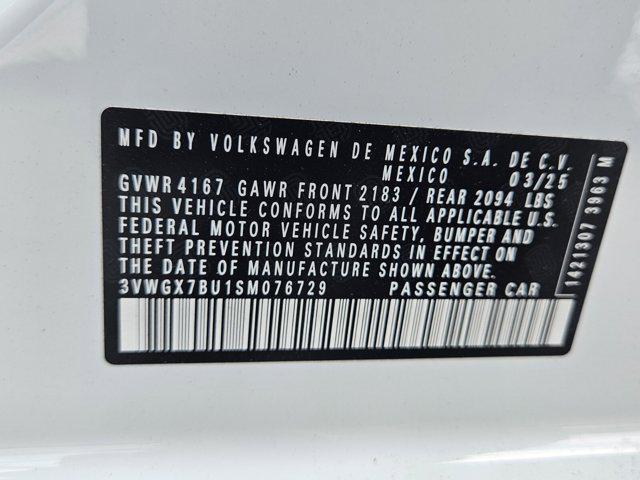 MFD BY VOLKSWAGEN DE MEXICO S.A. DE C.V.
MEXICO 03/25
GVWR 4167 GAWR FRONT 2183 / REAR 2094 LBS
THIS VEHICLE CONFORMS TO ALL APPLICABLE U.S.
FEDERAL MOTOR VEHICLE SAFETY, BUMPER AND
THEFT PREVENTION STANDARDS IN EFFECT ON
THE DATE OF MANUFACTURE SHOWN ABOVE.
3VWGX7BU1SM076729 PASSENGER CAR
1421307 3963 M